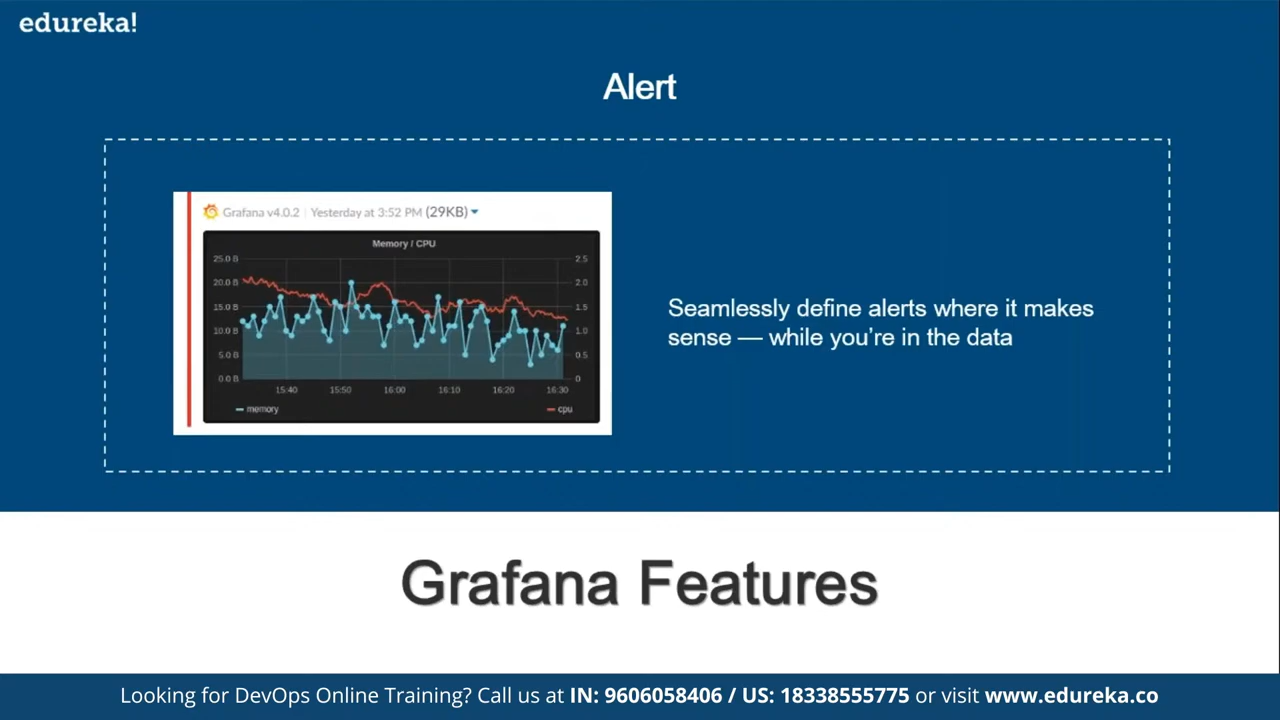 edureka!
Alert
Grafana v4.0.2 | Yesterday at 3:52 PM (29KB)
Memory / CPU
25.0 B
20.0 B
15.0 B
10.0 B
5.0 B
0.0 B
2.5
2.0
1.5
1.0
0.5
0
15:40 15:50 16:00 16:10 16:20 16:30
memory cpu
Seamlessly define alerts where it makes
sense — while you’re in the data
Grafana Features
Looking for DevOps Online Training? Call us at IN: 9606058406 / US: 18338555775 or visit www.edureka.co